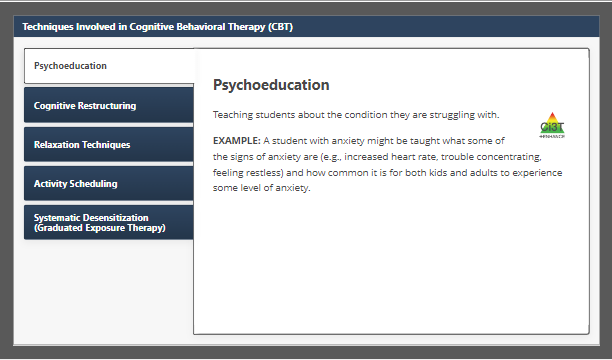 Techniques Involved in Cognitive Behavioral Therapy (CBT)
Psychoeducation
Cognitive Restructuring
Relaxation Techniques
Activity Scheduling
Systematic Desensitization
(Graduated Exposure Therapy)
Psychoeducation
Teaching students about the condition they are struggling with.
EXAMPLE: A student with anxiety might be taught what some of
the signs of anxiety are (e.g., increased heart rate, trouble concentrating,
feeling restless) and how common it is for both kids and adults to experience
some level of anxiety.
Ci3T
ENHANCE